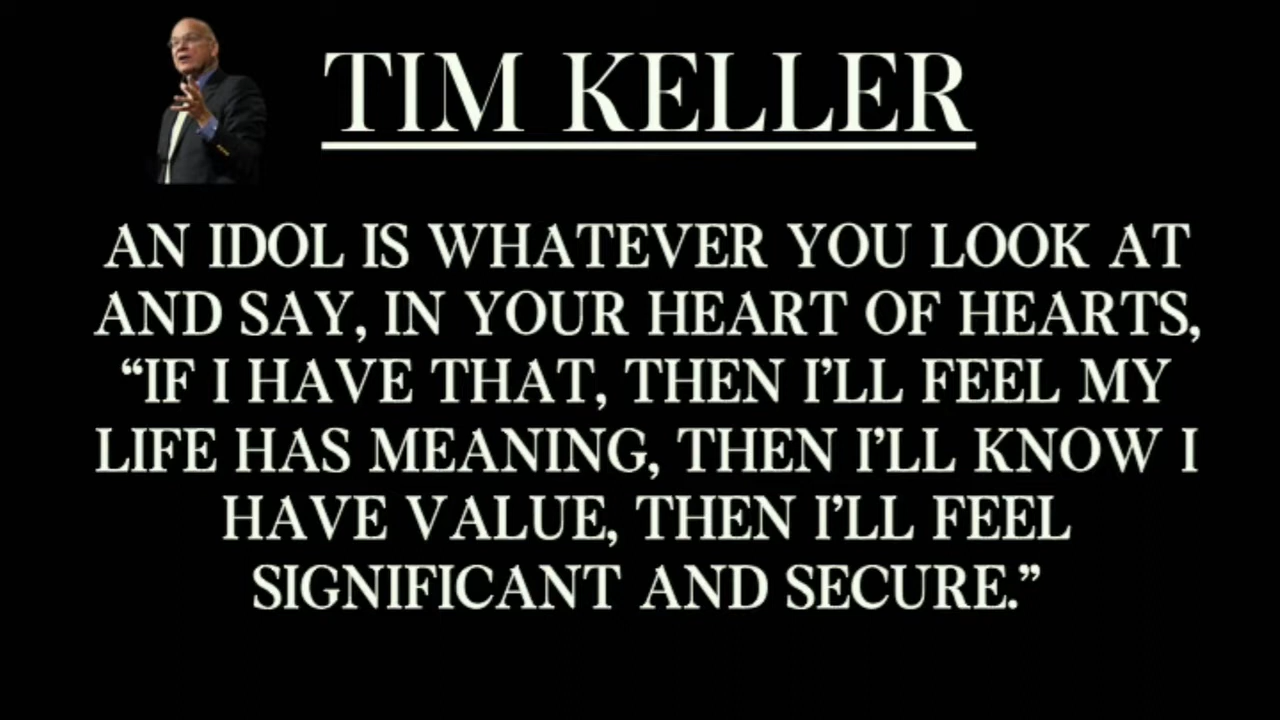 TIM KELLER
AN IDOL IS WHATEVER YOU LOOK AT
AND SAY, IN YOUR HEART OF HEARTS,
“IF I HAVE THAT, THEN I’LL FEEL MY
LIFE HAS MEANING, THEN I’LL KNOW I
HAVE VALUE, THEN I’LL FEEL
SIGNIFICANT AND SECURE.”